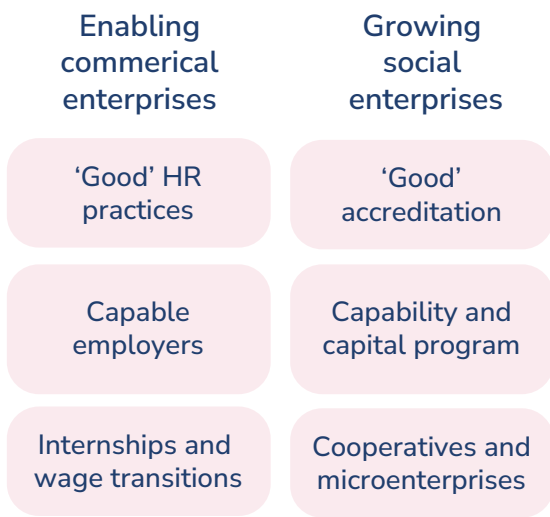 Enabling
commerical
enterprises
‘Good’ HR
practices
Capable
employers
Internships and
wage transitions
Growing
social
enterprises
‘Good’
accreditation
Capability and
capital program
Cooperatives and
microenterprises